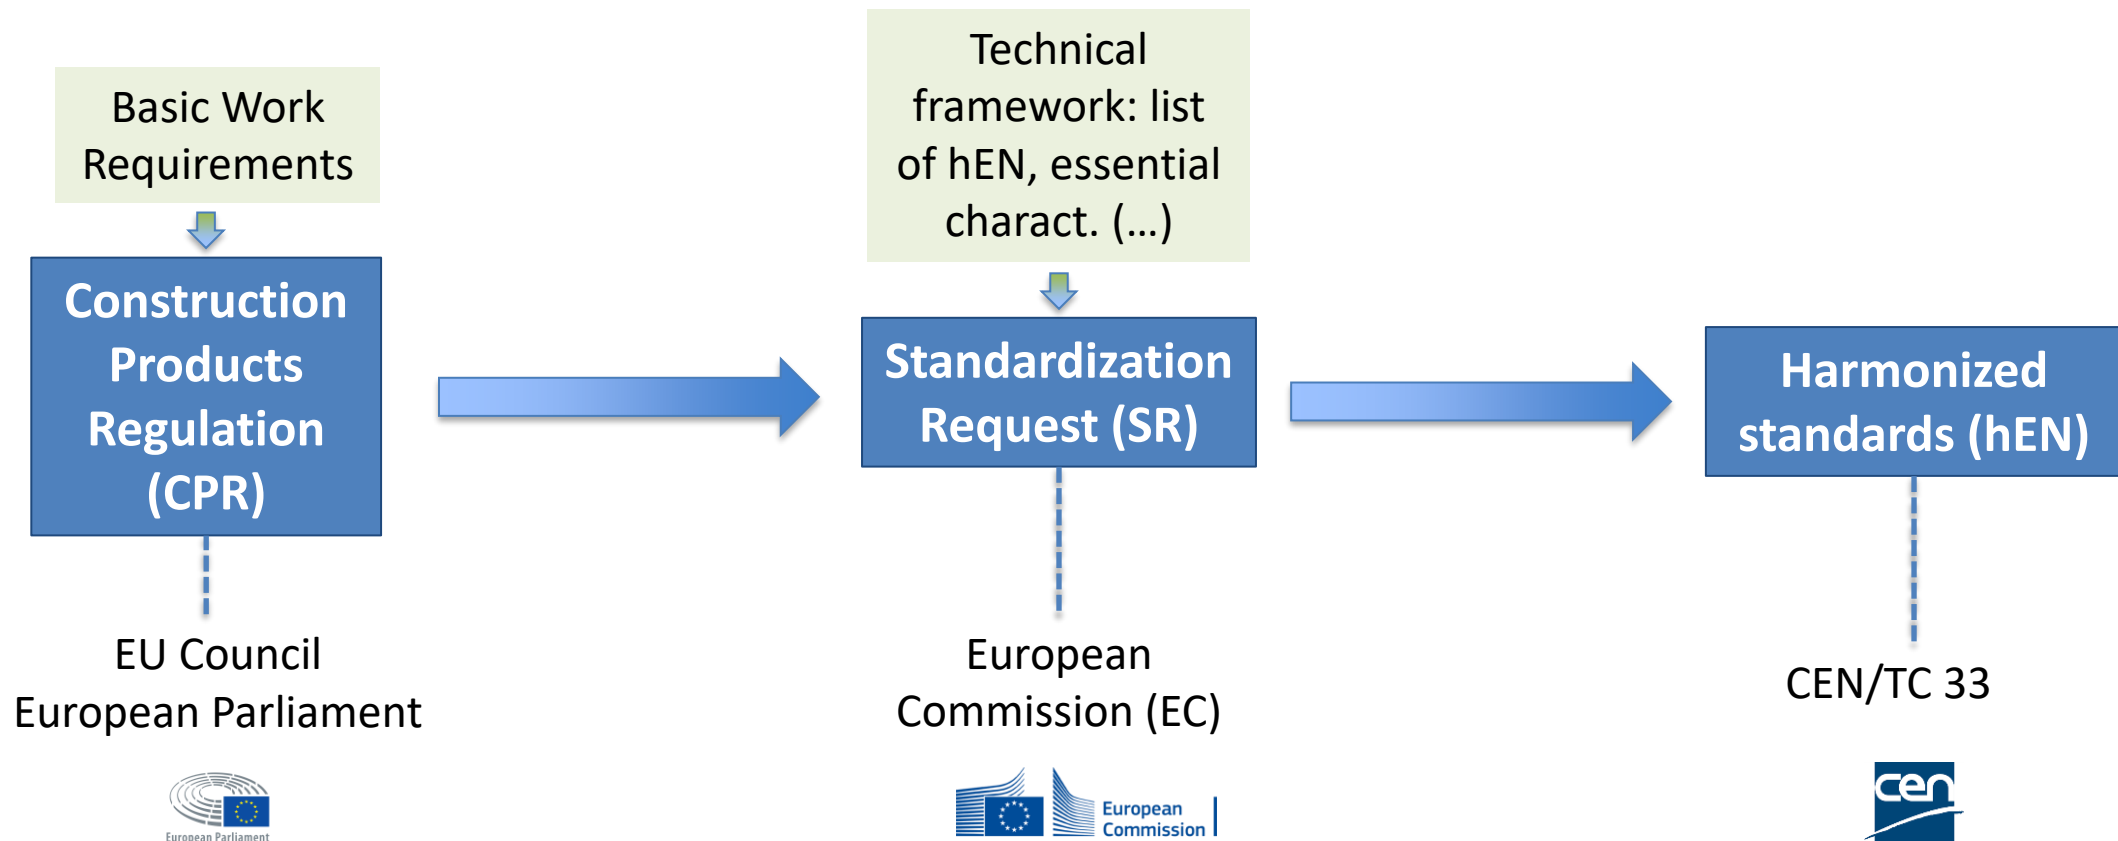 Basic Work
Requirements
Construction
Products
Regulation
(CPR)
EU Council
European Parliament
European Parliament
Technical
framework: list
of hEN, essential
charact. (...)
Standardization
Request (SR)
European
Commission (EC)
European
Commission
Harmonized
standards (hEN)
CEN/TC 33
cen